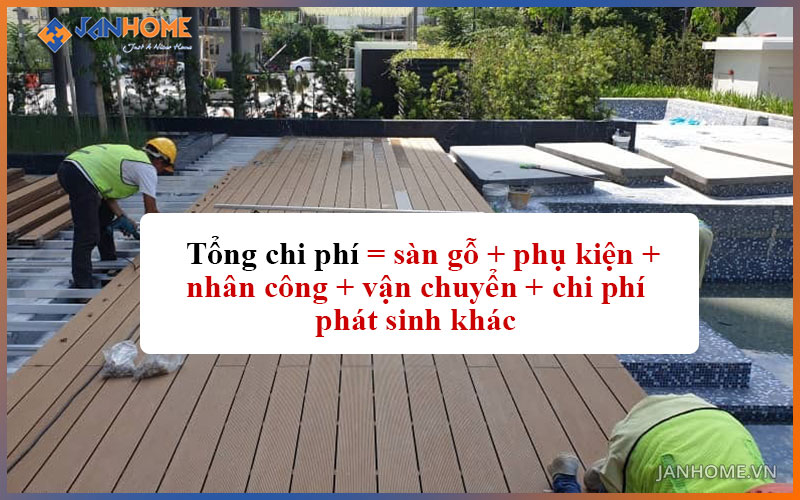 JANHOME
Just A New Home
Tổng chi phí = sàn gỗ + phụ kiện +
nhân công + vận chuyển + chi phí
phát sinh khác
JANHOME.VN